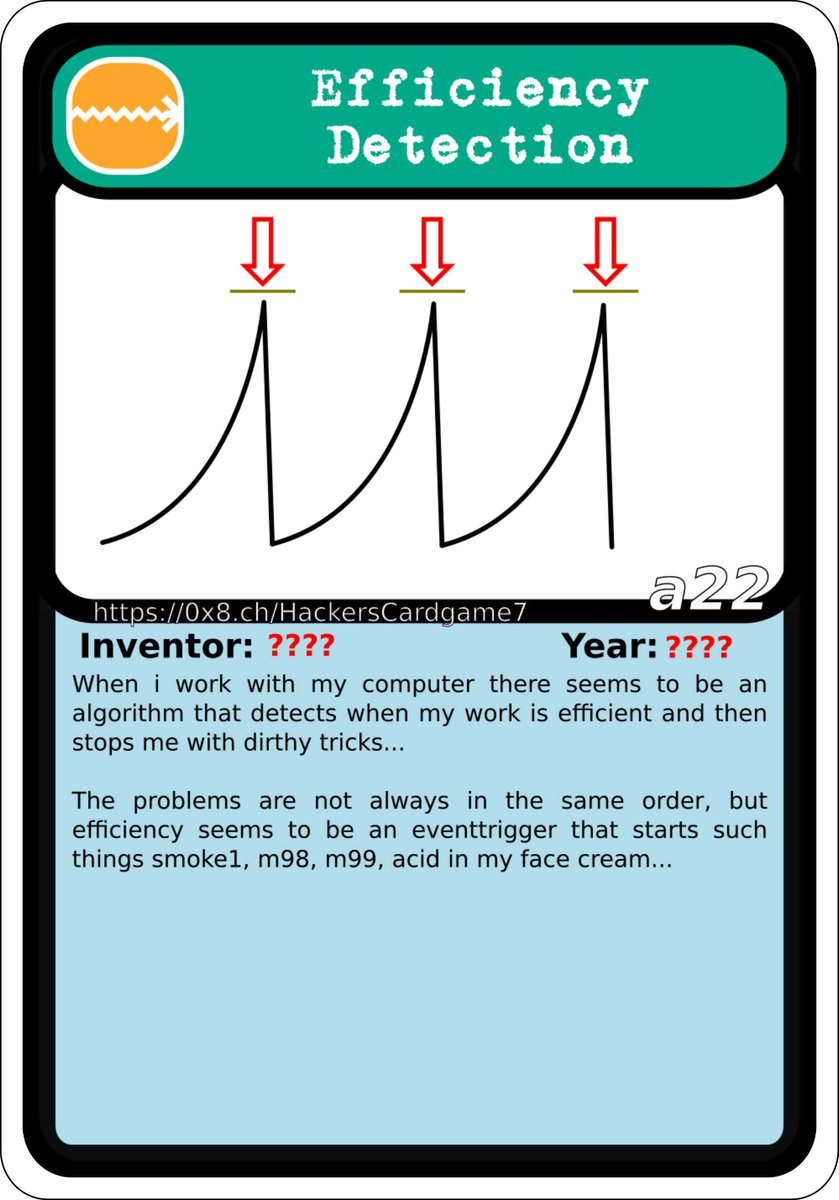 Efficiency
Detection
a22
https://0x8.ch/HackersCardgame7
Inventor: ???? Year: ????
When i work with my computer there seems to be an
algorithm that detects when my work is efficient and then
stops me with dirthy tricks...
The problems are not always in the same order, but
efficiency seems to be an eventtrigger that starts such
things smoke1, m98, m99, acid in my face cream...